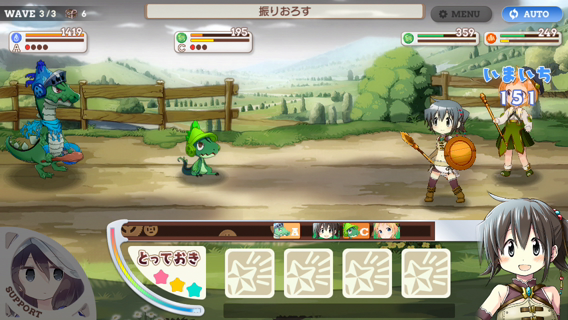 WAVE 3/3 6
振りおろす
MENU
AUTO
1419
A
195
C
359
249
いまいち
151
A
C
とっておき
SUPPORT